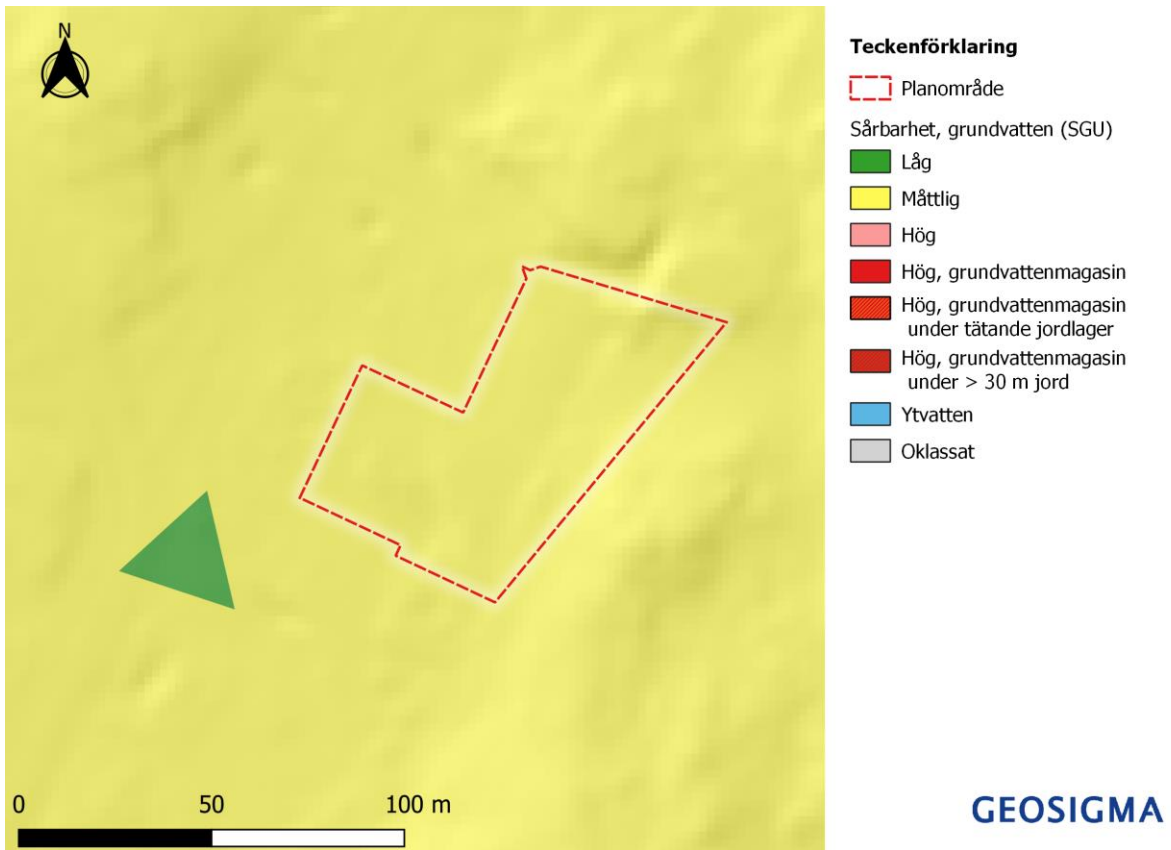 N
0 50 100 m
Teckenförklaring
Planområde
Sårbarhet, grundvatten (SGU)
Låg
Måttlig
Hög
Hög, grundvattenmagasin
Hög, grundvattenmagasin
under tätande jordlager
Hög, grundvattenmagasin
under > 30 m jord
Ytvatten
Oklassat
GEOSIGMA